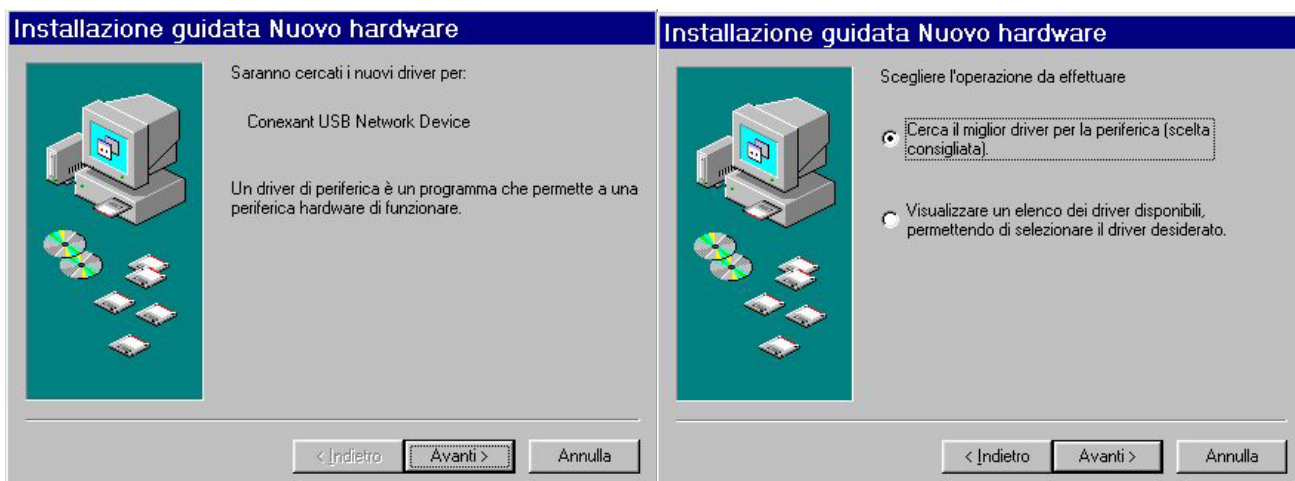 Installazione guidata Nuovo hardware
Saranno cercati i nuovi driver per:
Conexant USB Network Device
Un driver di periferica è un programma che permette a una
periferica hardware di funzionare.
< Indietro
Avanti >
Annulla
Installazione guidata Nuovo hardware
Scegliere l'operazione da effettuare
Cerca il miglior driver per la periferica (scelta
consigliata).
Visualizzare un elenco dei driver disponibili,
permettendo di selezionare il driver desiderato.
< Indietro
Avanti >
Annulla